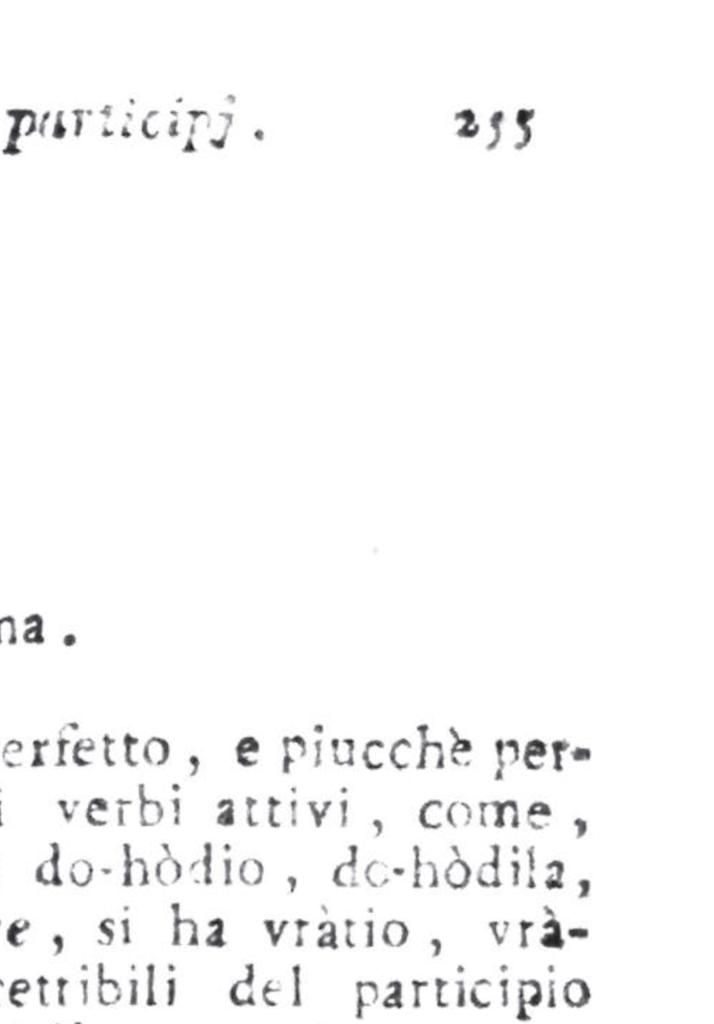 participj. 255
na.
erfetto, e piucchè per-
i verbi attivi, come,
do-hòdio, do-hòdila,
e, si ha vràtio, vrà-
ettibili del participio